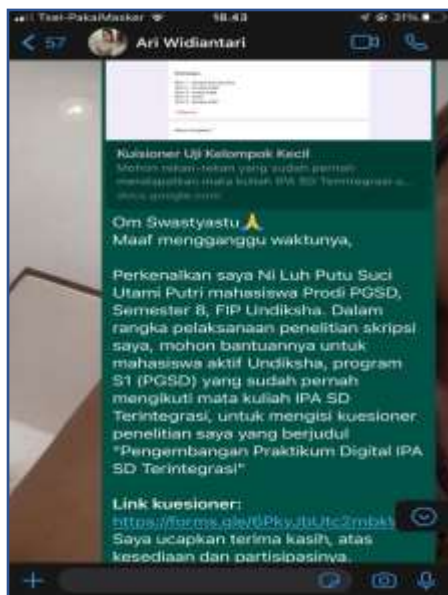 Tsel-PakaiMasker
18.43
31%
57
Ari Widiantari
Kuisioner Uji Kelompok Kecil
Mohon rekan-rekan yang sudah pernah
mendapatkan mata kuliah IPA SD Terintegrasi
docs.google.com
Om Swastyastu🙏
Maaf mengganggu waktunya,
Perkenalkan saya Ni Luh Putu Suci
Utami Putri mahasiswa Prodi PGSD,
Semester 8, FIP Undiksha. Dalam
rangka pelaksanaan penelitian skripsi
saya, mohon bantuannya untuk
mahasiswa aktif Undiksha, program
S1 (PGSD) yang sudah pernah
mengikuti mata kuliah IPA SD
Terintegrasi, untuk mengisi kuesioner
penelitian saya yang berjudul
"Pengembangan Praktikum Digital IPA
SD Terintegrasi"
Link kuesioner:
Saya ucapkan terima kasih, atas
kesediaan dan partisipasinya.